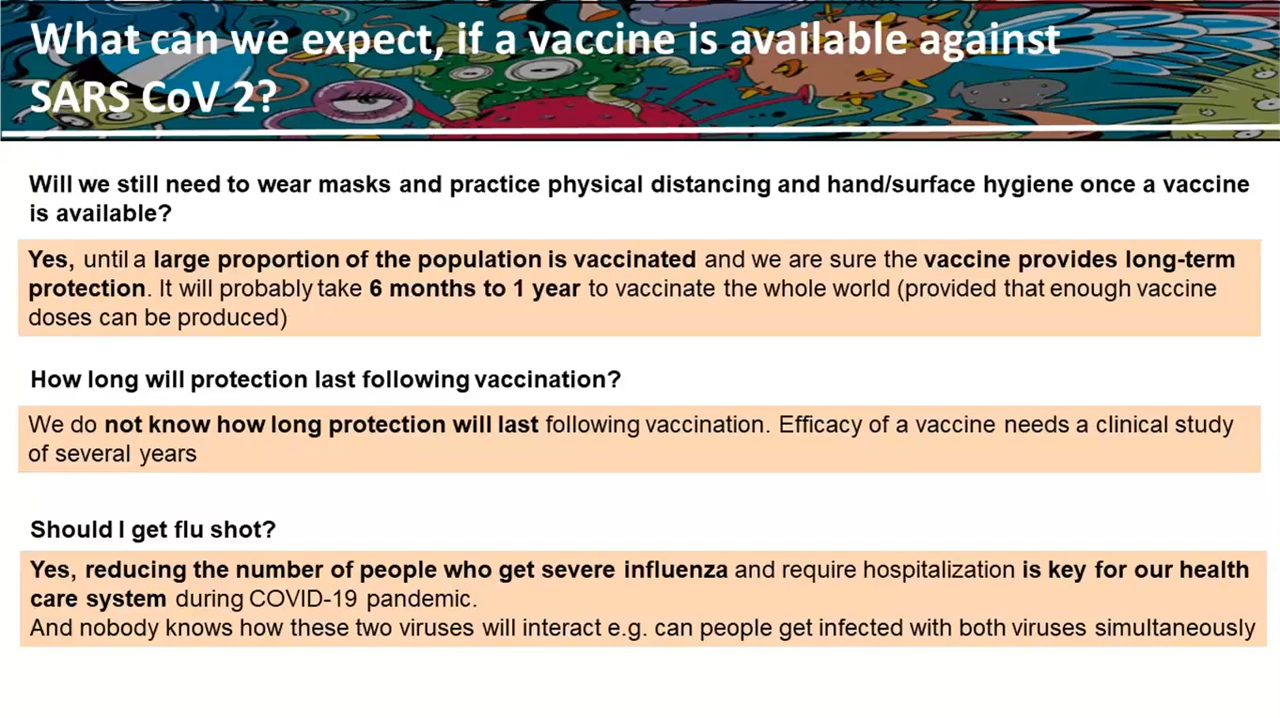 What can we expect, if a vaccine is available against
SARS CoV 2?
Will we still need to wear masks and practice physical distancing and hand/surface hygiene once a vaccine
is available?
Yes, until a large proportion of the population is vaccinated and we are sure the vaccine provides long-term
protection. It will probably take 6 months to 1 year to vaccinate the whole world (provided that enough vaccine
doses can be produced)
How long will protection last following vaccination?
We do not know how long protection will last following vaccination. Efficacy of a vaccine needs a clinical study
of several years
Should I get flu shot?
Yes, reducing the number of people who get severe influenza and require hospitalization is key for our health
care system during COVID-19 pandemic.
And nobody knows how these two viruses will interact e.g. can people get infected with both viruses simultaneously